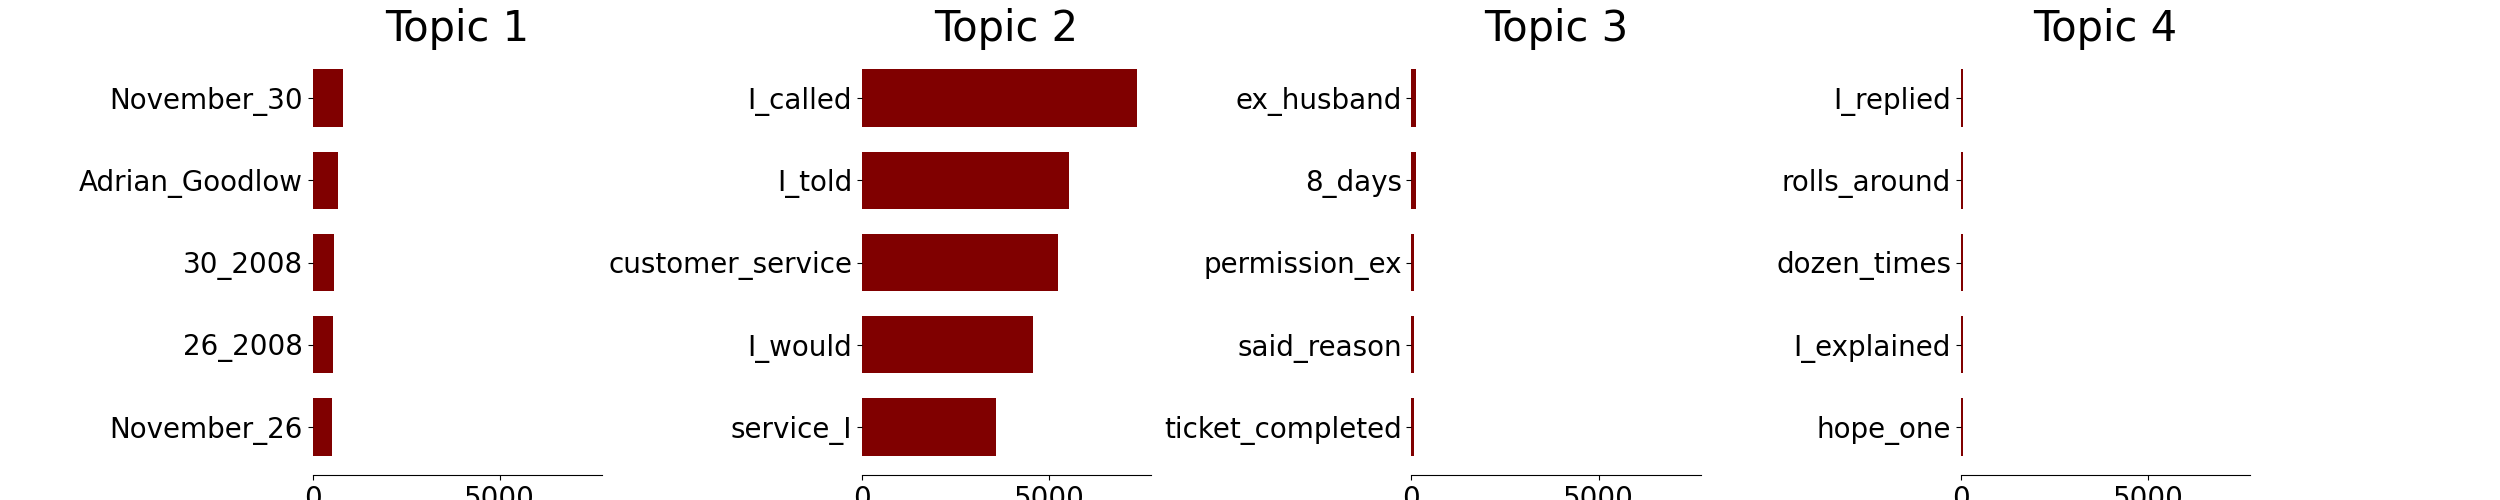 Topic 1
November_30
Adrian_Goodlow
30_2008
26_2008
November_26
0 5000
Topic 2
I_called
I_told
customer_service
I_would
service_I
0 5000
Topic 3
ex_husband
8_days
permission_ex
said_reason
ticket_completed
0 5000
Topic 4
I_replied
rolls_around
dozen_times
I_explained
hope_one
0 5000